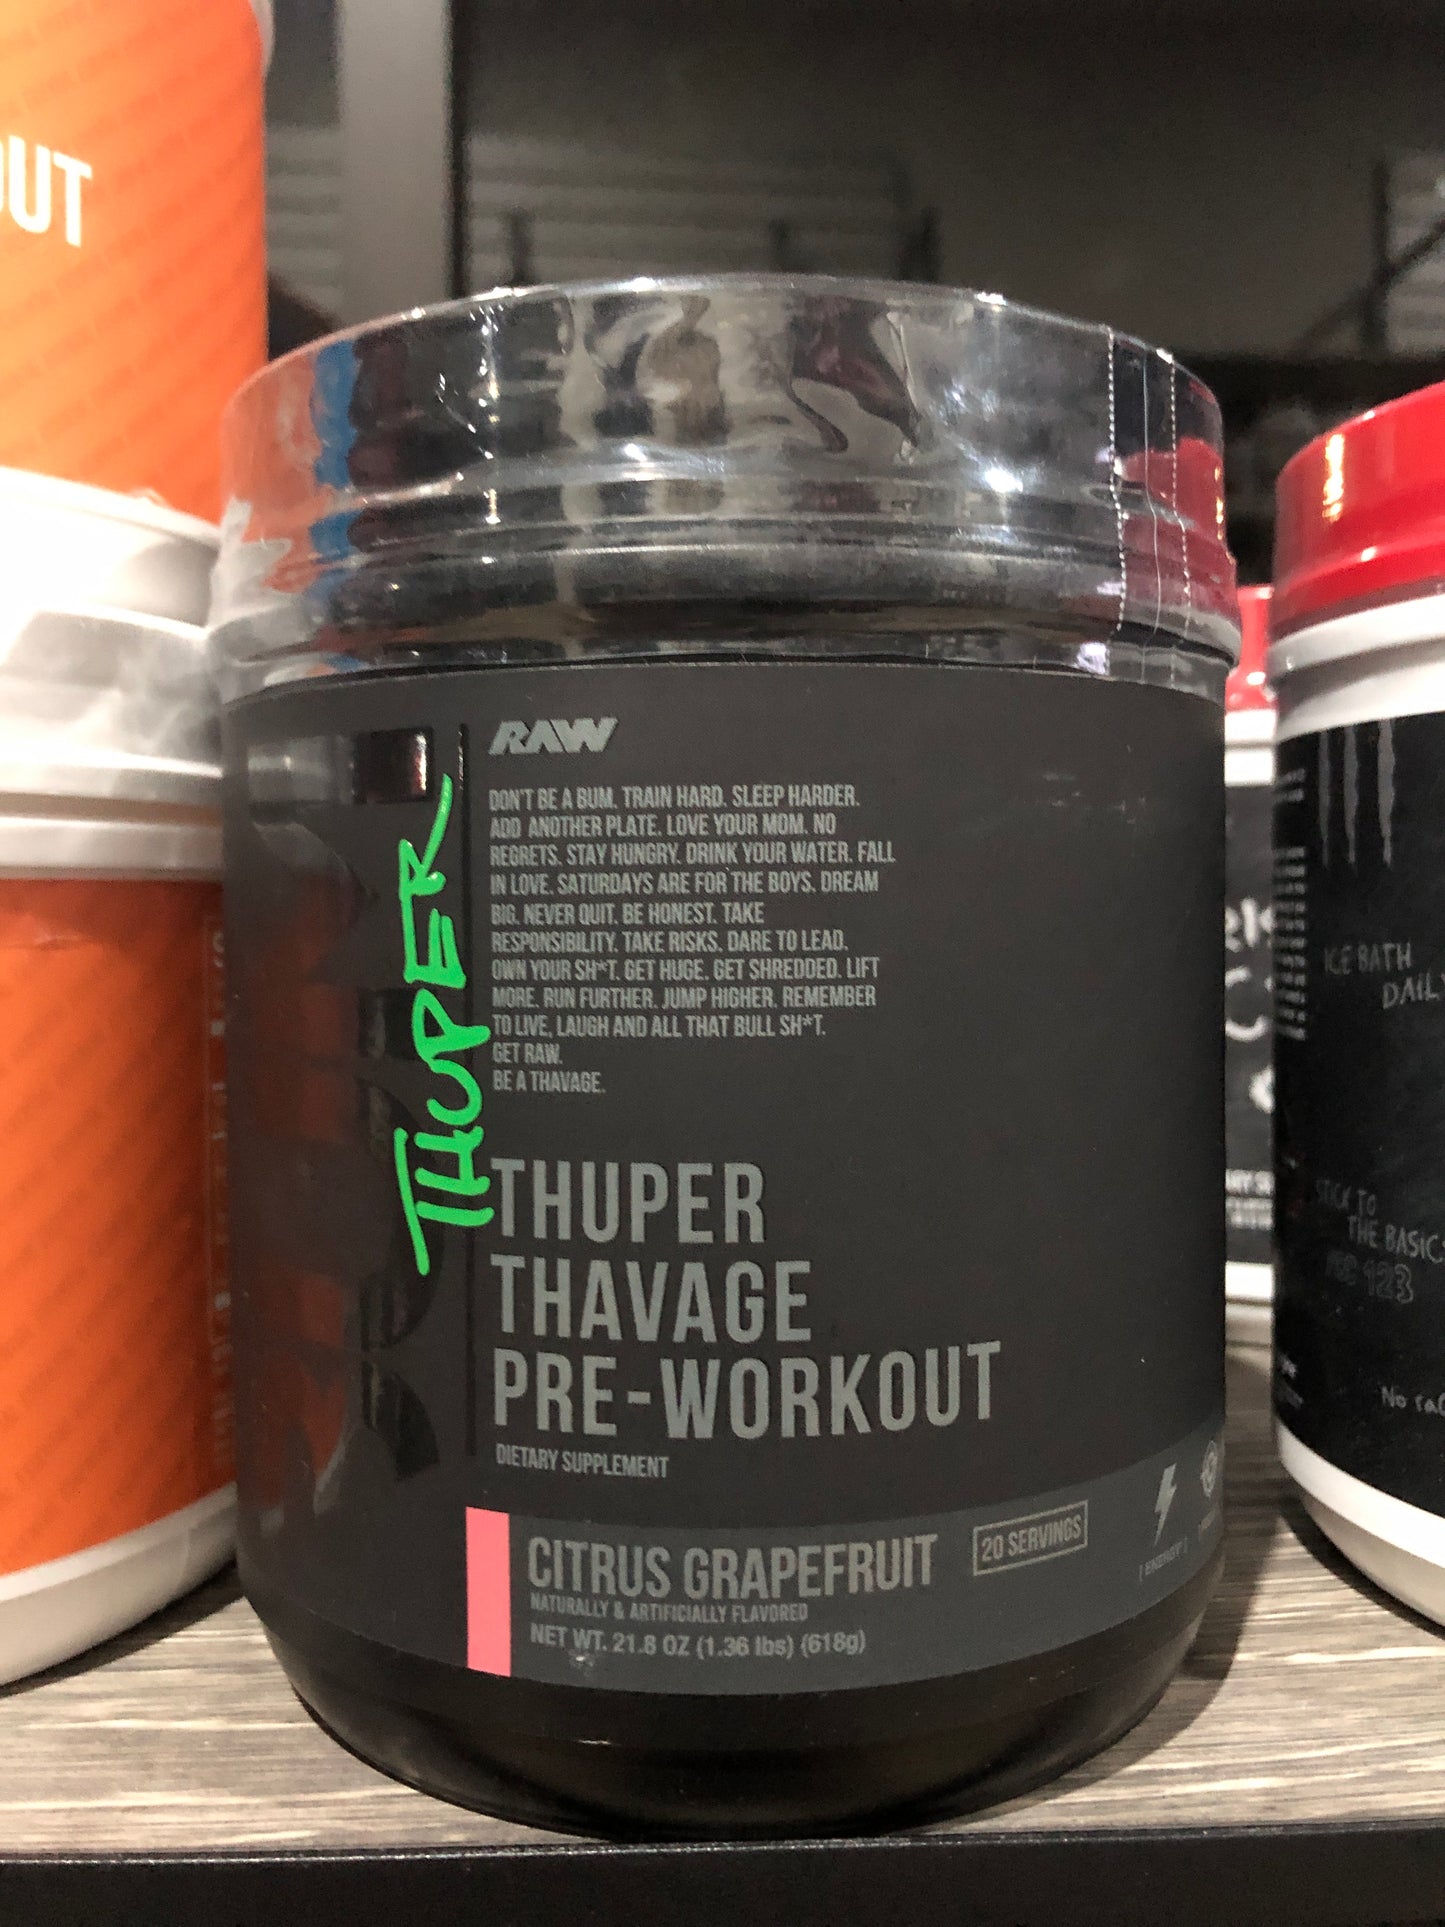 OUT
RAW
DON'T BE A BUM. TRAIN HARD. SLEEP HARDER.
ADD ANOTHER PLATE. LOVE YOUR MOM. NO
REGRETS. STAY HUNGRY. DRINK YOUR WATER. FALL
IN LOVE. SATURDAYS ARE FOR THE BOYS. DREAM
BIG. NEVER QUIT. BE HONEST. TAKE
RESPONSIBILITY. TAKE RISKS. DARE TO LEAD.
OWN YOUR SH*T. GET HUGE. GET SHREDDED. LIFT
MORE. RUN FURTHER. JUMP HIGHER. REMEMBER
TO LIVE, LAUGH AND ALL THAT BULL SH*T.
GET RAW.
BE A THAVAGE.
THUPER
THUPER
THAVAGE
PRE-WORKOUT
DIETARY SUPPLEMENT
CITRUS GRAPEFRUIT
20 SERVINGS
NATURALLY & ARTIFICIALLY FLAVORED
NET WT. 21.8 OZ (1.36 lbs) (618g)
[ENERGY]
ICE BATH
DAILY
STICK TO
THE BASICS
ABC 123
No